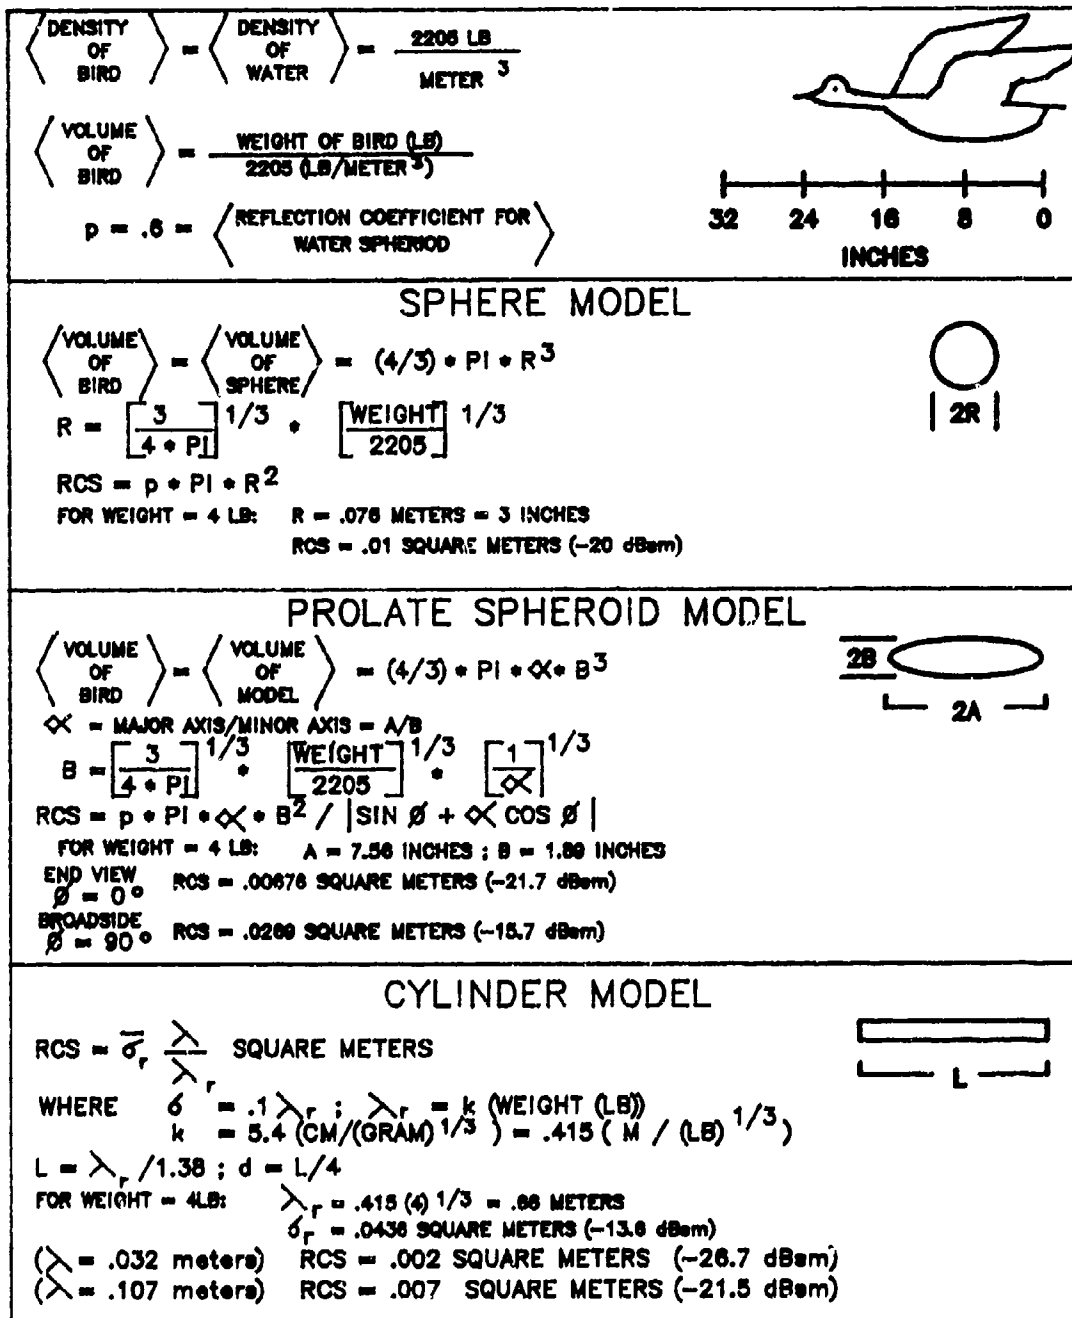 DENSITY OF BIRD = DENSITY OF WATER = 2205 LB / METER ³
VOLUME OF BIRD = WEIGHT OF BIRD (LB) / 2205 (LB/METER³)
p = .6 = REFLECTION COEFFICIENT FOR WATER SPHERIOD
32 24 16 8 0
INCHES
SPHERE MODEL
VOLUME OF BIRD = VOLUME OF SPHERE = (4/3) * PI * R³
2R
R = [3 / 4 * PI]^1/3 * [WEIGHT / 2205]^1/3
RCS = p * PI * R²
FOR WEIGHT = 4 LB: R = .076 METERS = 3 INCHES
RCS = .01 SQUARE METERS (-20 dBsm)
PROLATE SPHEROID MODEL
VOLUME OF BIRD = VOLUME OF MODEL = (4/3) * PI * ∝ * B³
2B
2A
∝ = MAJOR AXIS/MINOR AXIS = A/B
B = [3 / 4 * PI]^1/3 * [WEIGHT / 2205]^1/3 * [1 / ∝]^1/3
RCS = p * PI * ∝ * B² / |SIN Ø + ∝ COS Ø|
FOR WEIGHT = 4 LB: A = 7.56 INCHES ; B = 1.89 INCHES
END VIEW Ø = 0° RCS = .00676 SQUARE METERS (-21.7 dBsm)
BROADSIDE Ø = 90° RCS = .0269 SQUARE METERS (-15.7 dBsm)
CYLINDER MODEL
RCS = σ̅r λ / λr SQUARE METERS
L
WHERE σ = .1 λr ; λr = k (WEIGHT (LB))
k = 5.4 (CM/(GRAM)^1/3) = .415 ( M / (LB)^1/3)
L = λr /1.38 ; d = L/4
FOR WEIGHT = 4LB: λr = .415 (4)^1/3 = .66 METERS
σr = .0436 SQUARE METERS (-13.6 dBsm)
(λ = .032 meters) RCS = .002 SQUARE METERS (-26.7 dBsm)
(λ = .107 meters) RCS = .007 SQUARE METERS (-21.5 dBsm)